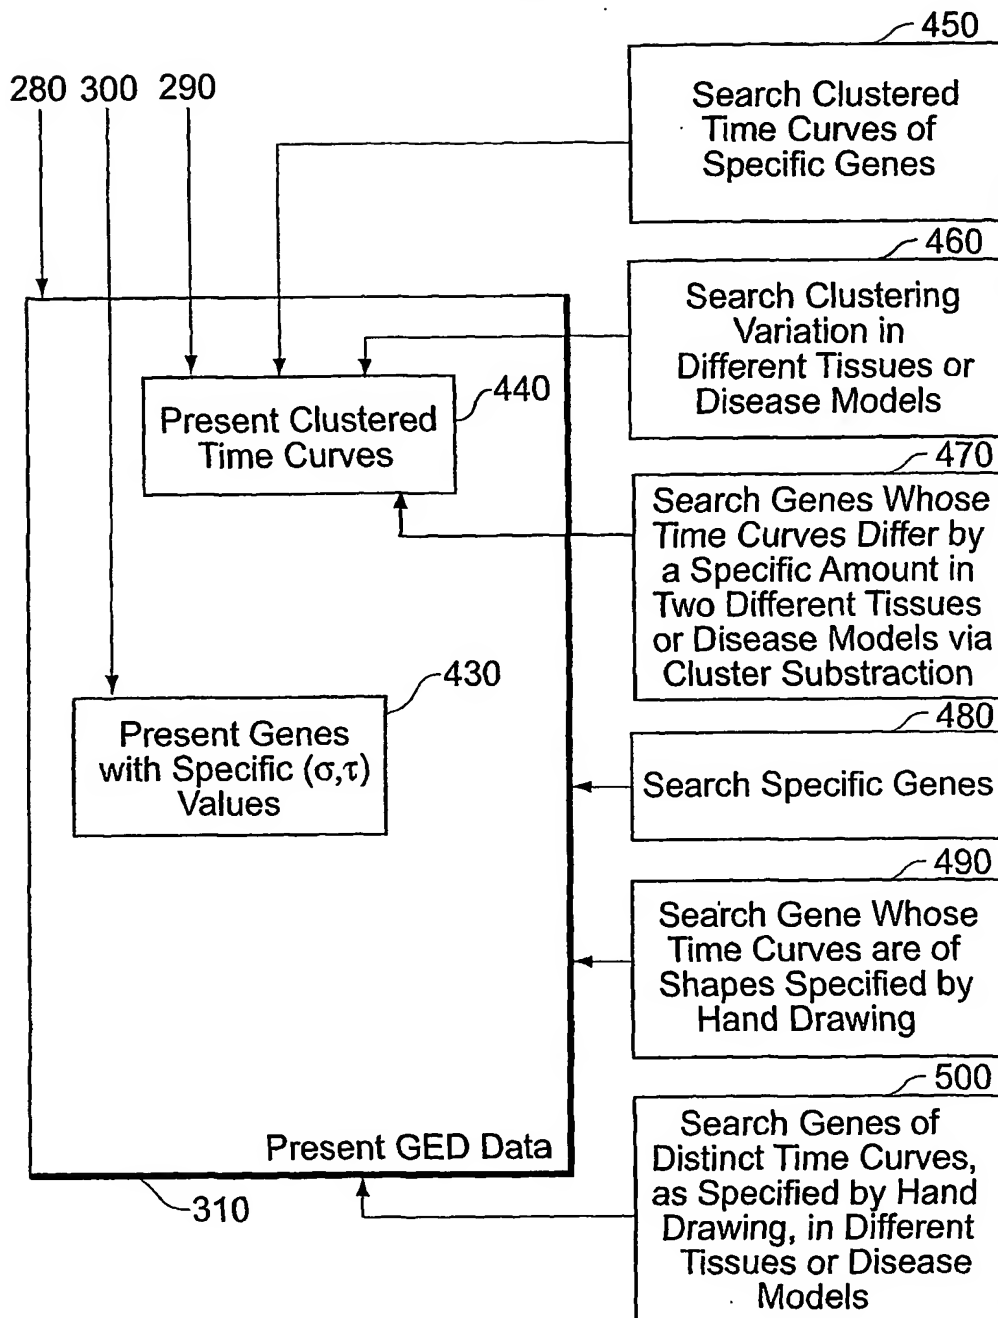 450
280 300 290
Search Clustered
Time Curves of
Specific Genes
460
Search Clustering
Variation in
Different Tissues or
Disease Models
440
Present Clustered
Time Curves
470
Search Genes Whose
Time Curves Differ by
a Specific Amount in
Two Different Tissues
or Disease Models via
Cluster Substraction
430
Present Genes
with Specific (σ,τ)
Values
480
Search Specific Genes
490
Search Gene Whose
Time Curves are of
Shapes Specified by
Hand Drawing
500
Search Genes of
Distinct Time Curves,
as Specified by Hand
Drawing, in Different
Tissues or Disease
Models
Present GED Data
310